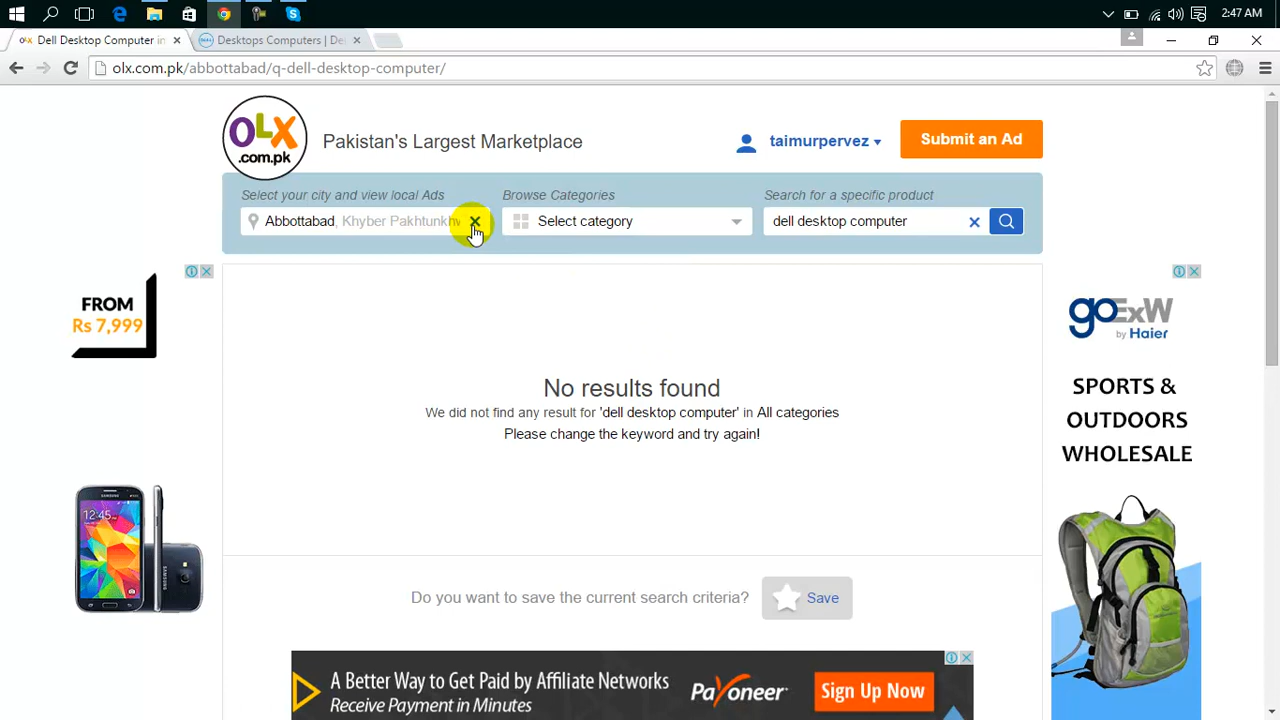 2:47 AM
Dell Desktop Computer in
Desktops Computers | De
olx.com.pk/abbottabad/q-dell-desktop-computer/
OLX
.com.pk
Pakistan's Largest Marketplace
taimurpervez
Submit an Ad
Select your city and view local Ads
Browse Categories
Search for a specific product
Abbottabad, Khyber Pakhtunkhw
Select category
dell desktop computer
FROM
Rs 7,999
goExW
by Haier
SPORTS &
OUTDOORS
WHOLESALE
No results found
We did not find any result for 'dell desktop computer' in All categories
Please change the keyword and try again!
12:45
Do you want to save the current search criteria?
Save
A Better Way to Get Paid by Affiliate Networks
Receive Payment in Minutes
Payoneer
Sign Up Now